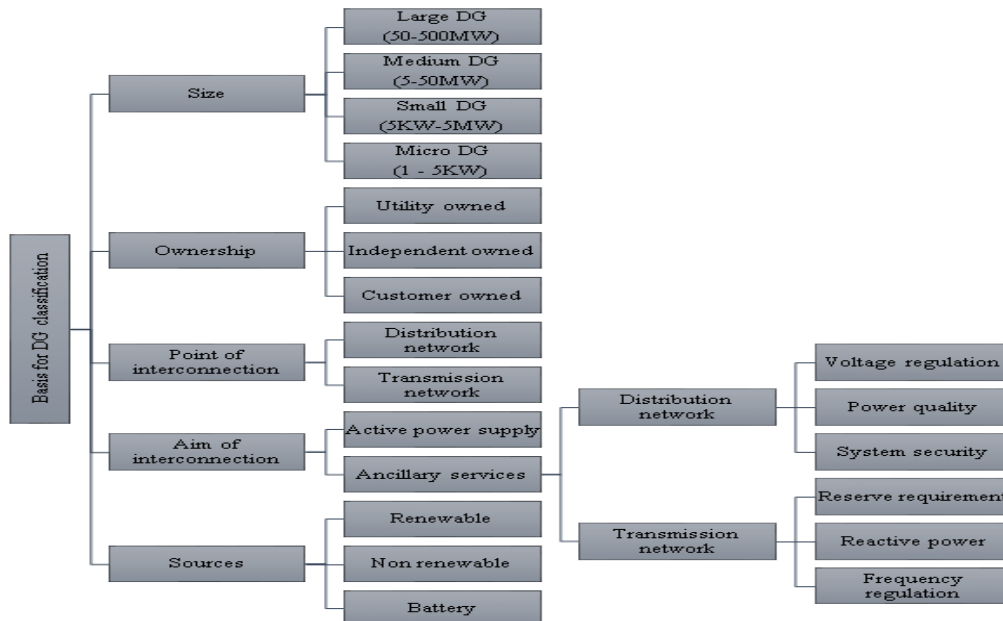 Basis for DG classification
Size
Large DG
(50-500MW)
Medium DG
(5-50MW)
Small DG
(5KW-5MW)
Micro DG
(1 - 5KW)
Ownership
Utility owned
Independent owned
Customer owned
Point of
interconnection
Distribution
network
Transmission
network
Aim of
interconnection
Active power supply
Ancillary services
Distribution
network
Voltage regulation
Power quality
System security
Transmission
network
Reserve requirement
Reactive power
Frequency
regulation
Sources
Renewable
Non renewable
Battery